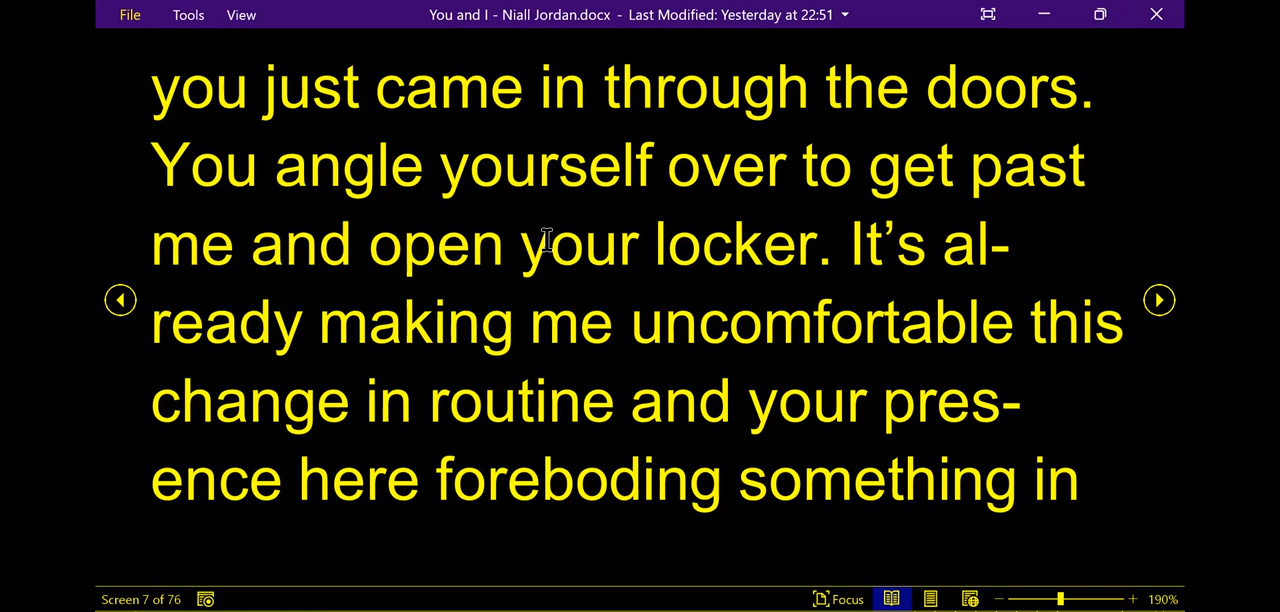 File Tools View You and I - Niall Jordan.docx - Last Modified: Yesterday at 22:51
you just came in through the doors.
You angle yourself over to get past
me and open your locker. It’s al-
ready making me uncomfortable this
change in routine and your pres-
ence here foreboding something in
Screen 7 of 76 Focus 190%